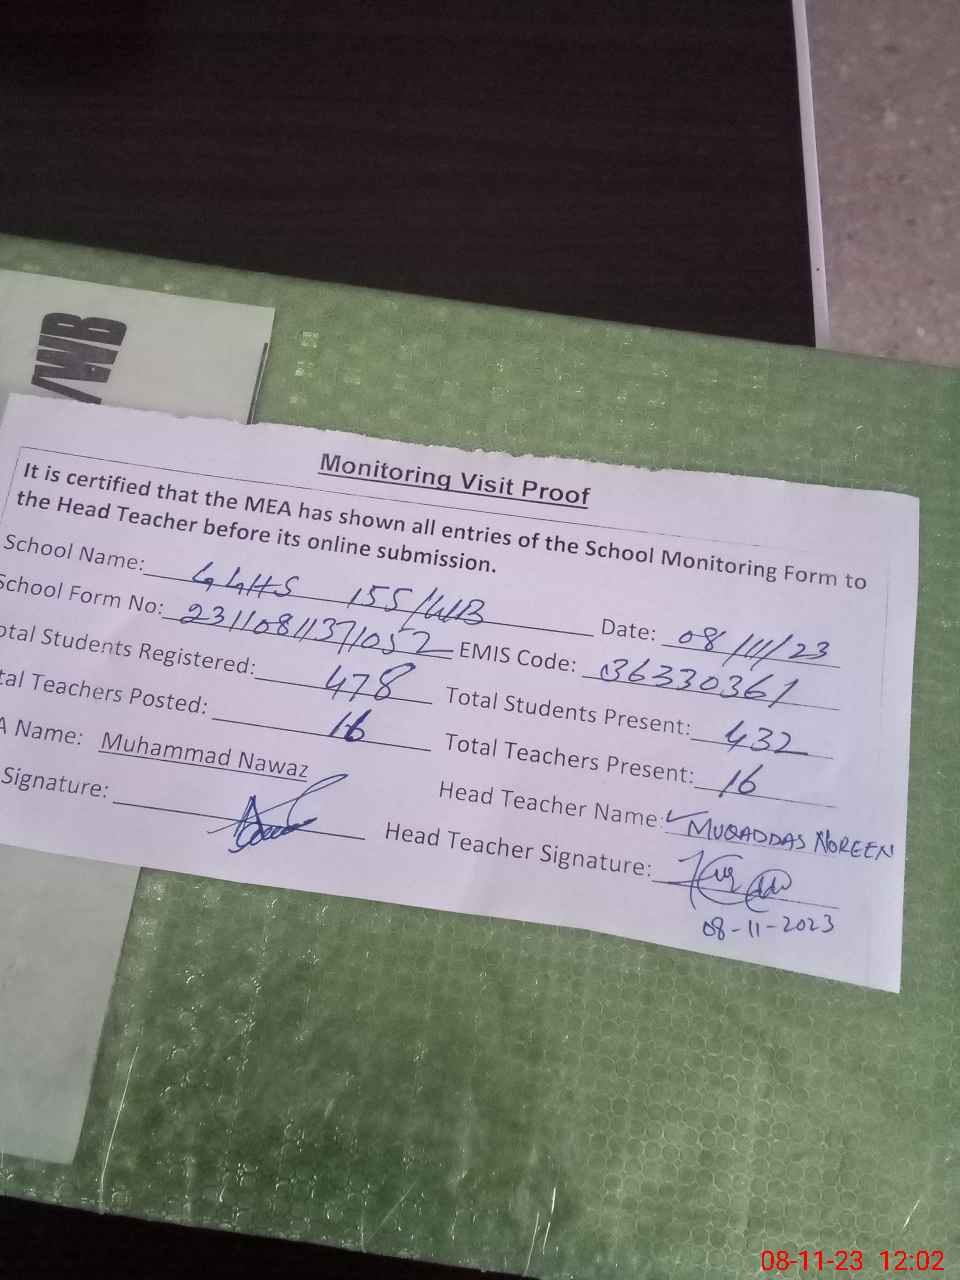 /WB
Monitoring Visit Proof
It is certified that the MEA has shown all entries of the School Monitoring Form to
the Head Teacher before its online submission.
School Name: GGHS 155/WB Date: 08/11/23
School Form No: 23110811371052 EMIS Code: 36330361
otal Students Registered: 478 Total Students Present: 432
tal Teachers Posted: 16 Total Teachers Present: 16
A Name: Muhammad Nawaz Head Teacher Name: MUQADDAS NOREEN
Signature: Head Teacher Signature:
08-11-2023
08-11-23 12:02